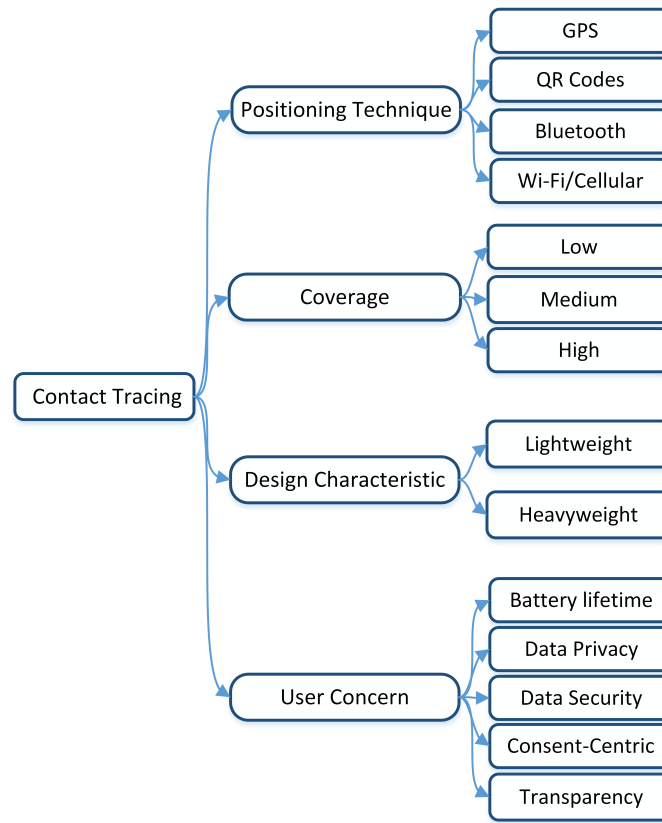 Contact Tracing
Positioning Technique
GPS
QR Codes
Bluetooth
Wi-Fi/Cellular
Coverage
Low
Medium
High
Design Characteristic
Lightweight
Heavyweight
User Concern
Battery lifetime
Data Privacy
Data Security
Consent-Centric
Transparency